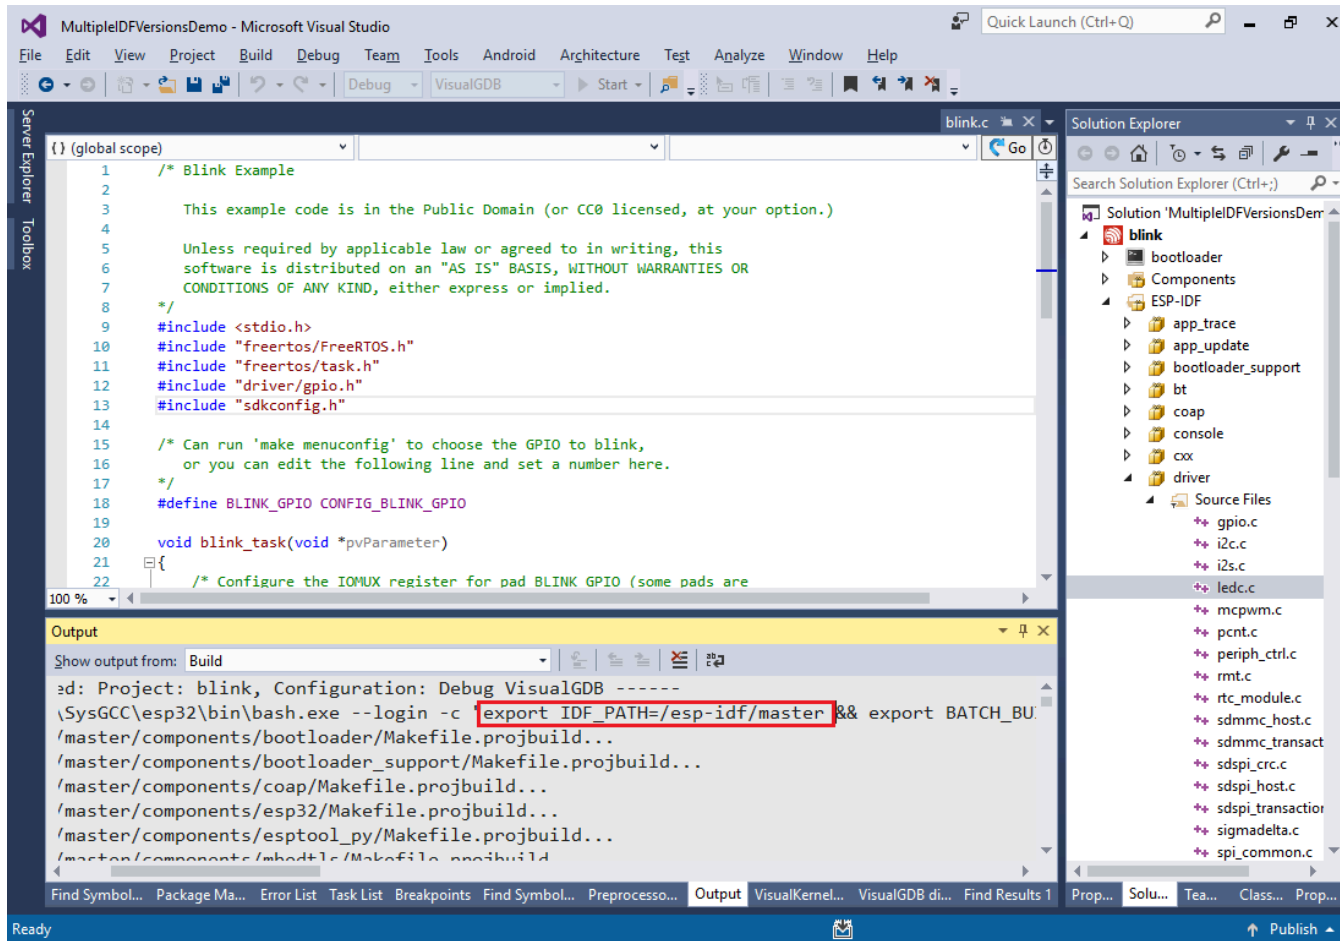 MultipleIDFVersionsDemo - Microsoft Visual Studio
Quick Launch (Ctrl+Q)
File Edit View Project Build Debug Team Tools Android Architecture Test Analyze Window Help
Debug VisualGDB Start
Server Explorer
Toolbox
blink.c
{} (global scope)
Go
1 /* Blink Example
2
3 This example code is in the Public Domain (or CC0 licensed, at your option.)
4
5 Unless required by applicable law or agreed to in writing, this
6 software is distributed on an "AS IS" BASIS, WITHOUT WARRANTIES OR
7 CONDITIONS OF ANY KIND, either express or implied.
8 */
9 #include <stdio.h>
10 #include "freertos/FreeRTOS.h"
11 #include "freertos/task.h"
12 #include "driver/gpio.h"
13 #include "sdkconfig.h"
14
15 /* Can run 'make menuconfig' to choose the GPIO to blink,
16 or you can edit the following line and set a number here.
17 */
18 #define BLINK_GPIO CONFIG_BLINK_GPIO
19
20 void blink_task(void *pvParameter)
21 {
22 /* Configure the IOMUX register for pad BLINK_GPIO (some pads are
100 %
Output
Show output from: Build
ed: Project: blink, Configuration: Debug VisualGDB ------
\SysGCC\esp32\bin\bash.exe --login -c "export IDF_PATH=/esp-idf/master && export BATCH_BU
/master/components/bootloader/Makefile.projbuild...
/master/components/bootloader_support/Makefile.projbuild...
/master/components/coap/Makefile.projbuild...
/master/components/esp32/Makefile.projbuild...
/master/components/esptool_py/Makefile.projbuild...
/master/components/mbedtls/Makefile.projbuild
Find Symbol... Package Ma... Error List Task List Breakpoints Find Symbol... Preprocesso... Output VisualKernel... VisualGDB di... Find Results 1
Solution Explorer
Search Solution Explorer (Ctrl+;)
Solution 'MultipleIDFVersionsDem
blink
bootloader
Components
ESP-IDF
app_trace
app_update
bootloader_support
bt
coap
console
cxx
driver
Source Files
gpio.c
i2c.c
i2s.c
ledc.c
mcpwm.c
pcnt.c
periph_ctrl.c
rmt.c
rtc_module.c
sdmmc_host.c
sdmmc_transact
sdspi_crc.c
sdspi_host.c
sdspi_transaction
sigmadelta.c
spi_common.c
Prop... Solu... Tea... Class... Prop...
Ready
Publish